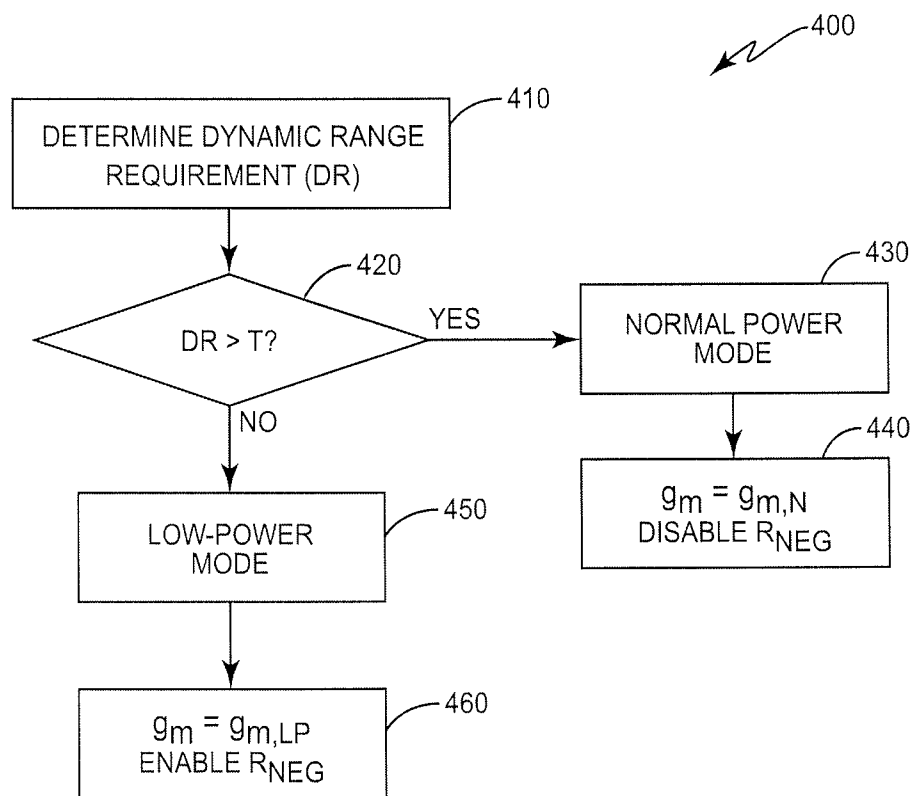 400
410
DETERMINE DYNAMIC RANGE
REQUIREMENT (DR)
420
DR > T?
YES
NO
430
NORMAL POWER
MODE
440
gm = gm,N
DISABLE RNEG
450
LOW-POWER
MODE
460
gm = gm,LP
ENABLE RNEG